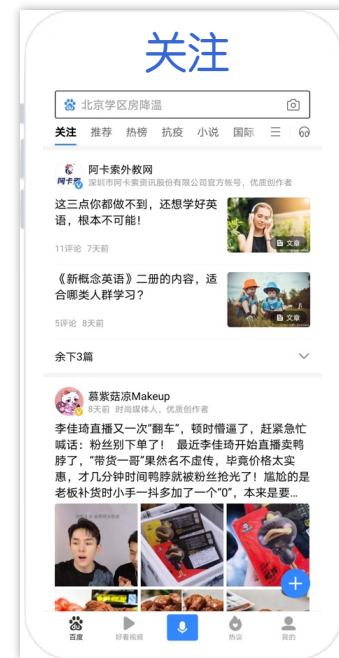 关注
北京学区房降温
关注 推荐 热榜 抗疫 小说 国际
阿卡索外教网
深圳市阿卡索资讯股份有限公司官方帐号，优质创作者
这三点你都做不到，还想学好英
语，根本不可能！
文章
11评论 7天前
《新概念英语》二册的内容，适
合哪类人群学习？
文章
5评论 8天前
余下3篇
慕紫菇凉Makeup
8天前 时尚媒体人，优质创作者
李佳琦直播又一次“翻车”，顿时懵逼了，赶紧急忙
喊话：粉丝别下单了！ 最近李佳琦开始直播卖鸭
脖了，“带货一哥”果然名不虚传，毕竟价格太实
惠，才几分钟间鸭脖就被粉丝抢光了！尴尬的是
老板补货时小手一抖多加了一个“0”，本来是要...
百度 好看视频 热议 我的